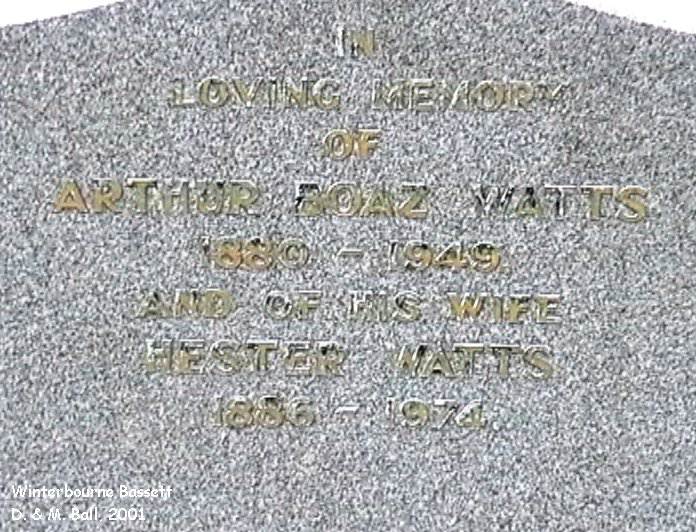 IN
LOVING MEMORY
OF
ARTHUR BOAZ WATTS
1880 - 1949.
AND OF HIS WIFE
HESTER WATTS
1886 - 1974.
Winterbourne Bassett
D. & M. Ball. 2001